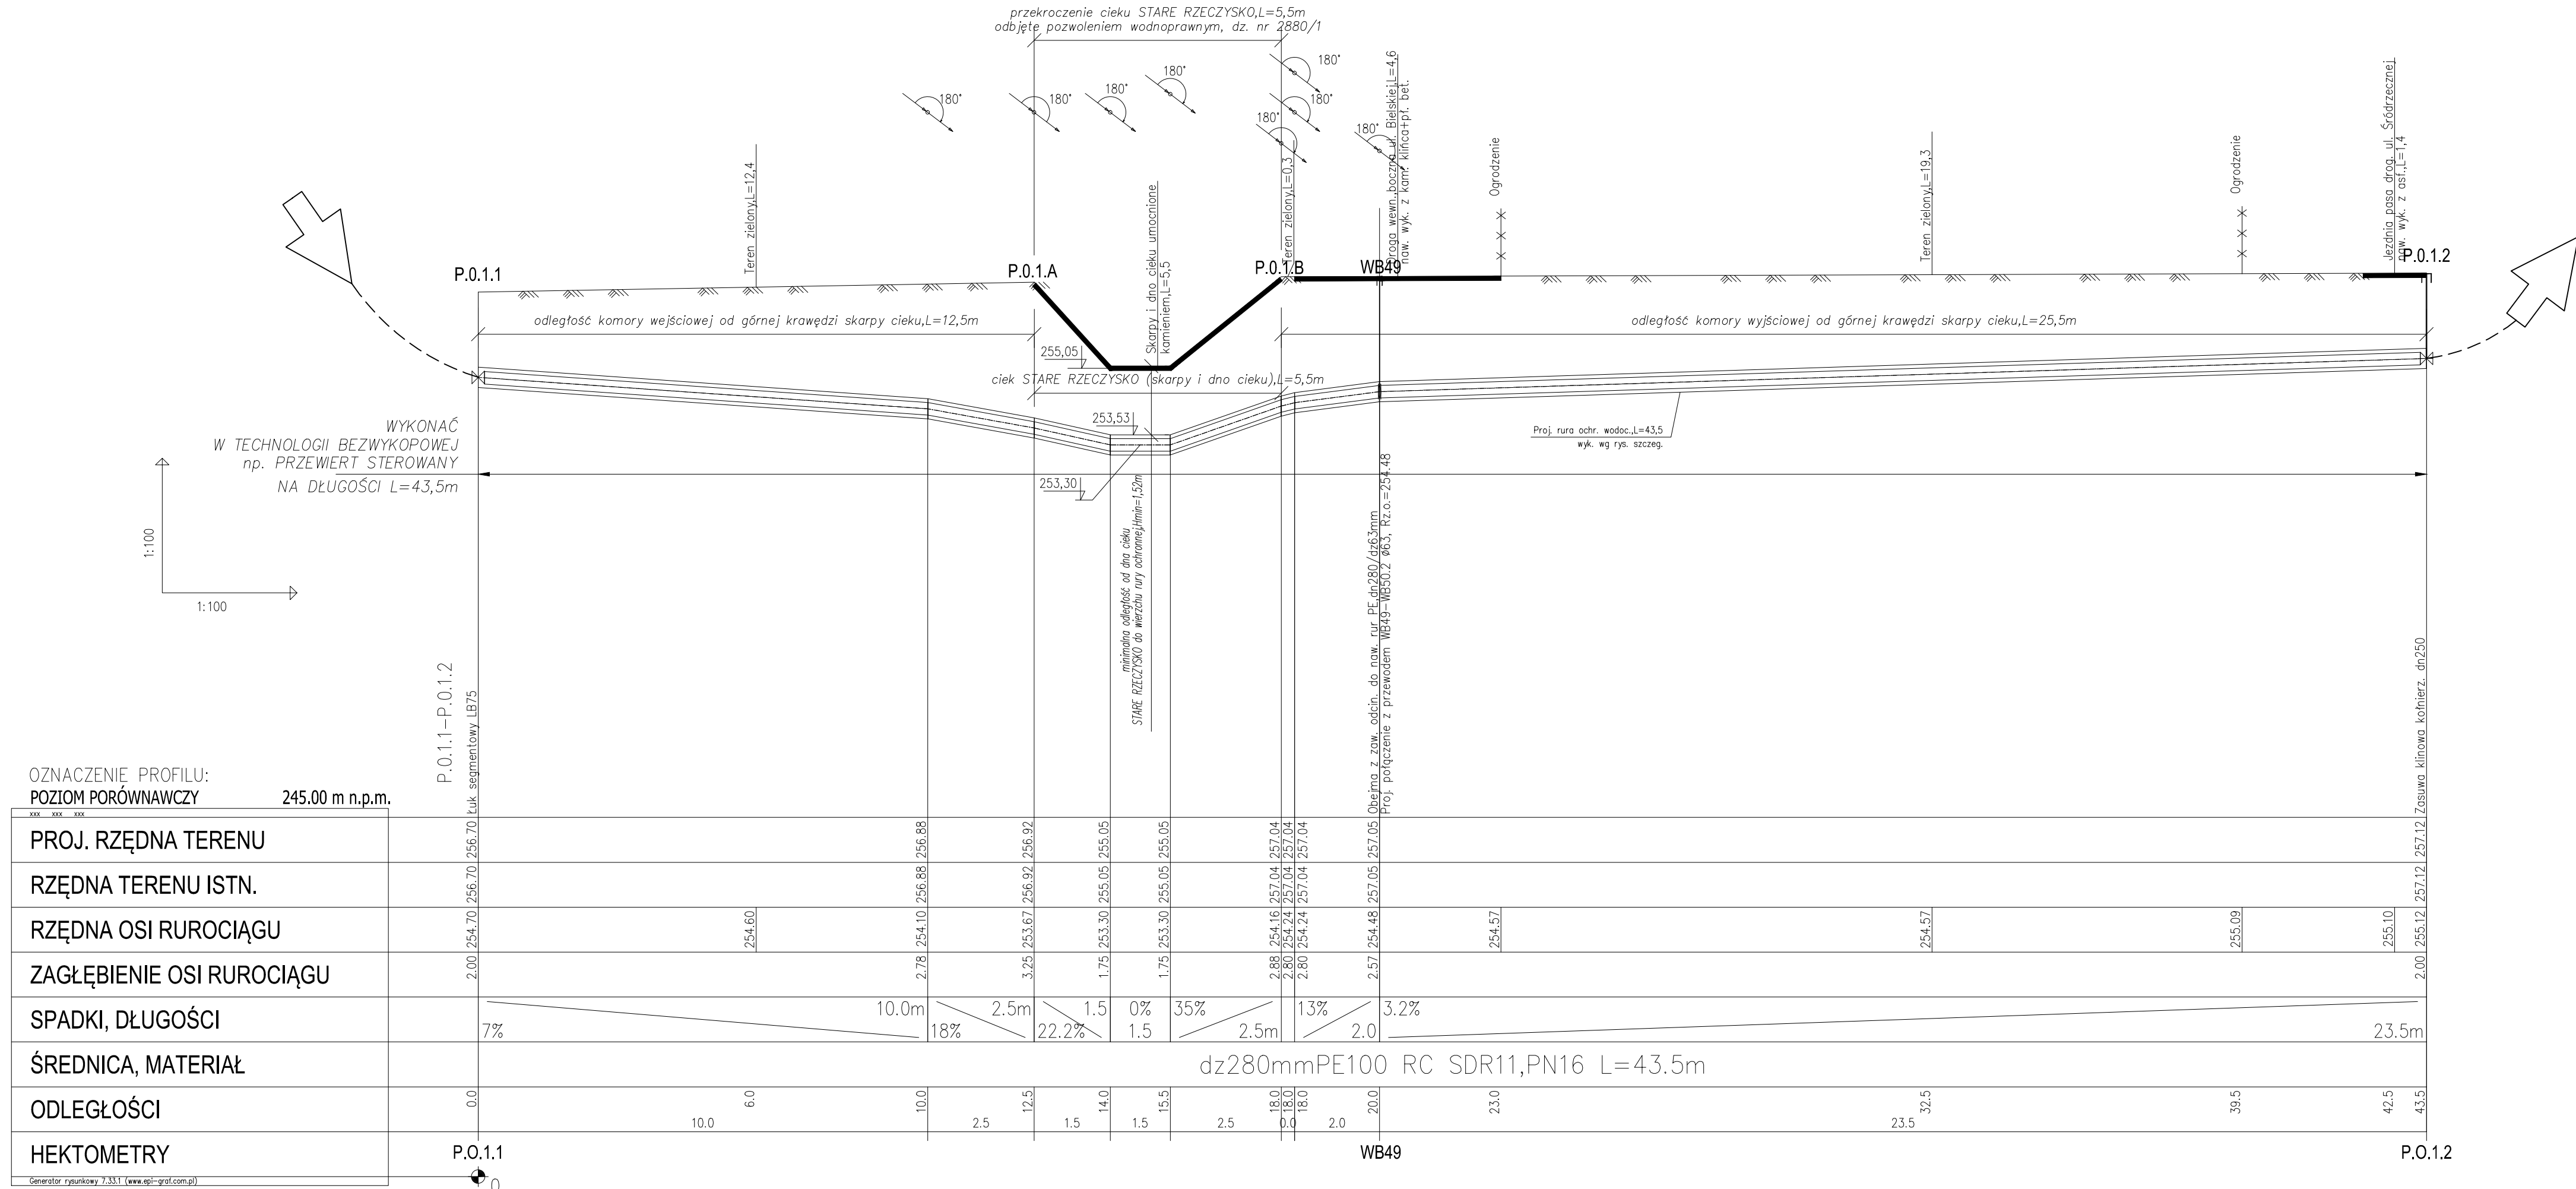 przekroczenie cieku STARE RZECZYSKO,L=5,5m
odbjęte pozwoleniem wodnoprawnym, dz. nr 2880/1
180°
180°
180°
180°
180°
180°
180°
180°
Teren zielony,L=12,4
Skarpy i dno cieku umocnione
kamieniem,L=5,5
Teren zielony,L=0,3
Droga wewn.,boczna ul. Bielskiej,L=4,6
naw. wyk. z kam. klińca+pł. bet.
Ogrodzenie
Teren zielony,L=19,3
Ogrodzenie
Jezdnia pasa drog. ul. Śródrzecznej
naw. wyk. z asf.,L=1,4
P.0.1.1
P.0.1.A
P.0.1.B
WB49
P.0.1.2
odległość komory wejściowej od górnej krawędzi skarpy cieku,L=12,5m
odległość komory wyjściowej od górnej krawędzi skarpy cieku,L=25,5m
255,05
ciek STARE RZECZYSKO (skarpy i dno cieku),L=5,5m
253,53
253,30
Proj. rura ochr. wodoc.,L=43,5
wyk. wg rys. szczeg.
WYKONAĆ
W TECHNOLOGII BEZWYKOPOWEJ
np. PRZEWIERT STEROWANY
NA DŁUGOŚCI L=43,5m
1:100
1:100
minimalna odległość od dna cieku
STARE RZECZYSKO do wierzchu rury ochronnej,Hmin=1,52m
P.O.1.1-P.O.1.2
Łuk segmentowy LB75
Obejma z zaw. odcin. do naw. rur PE,dn280/dz63mm
Proj. połączenie z przewodem WB49-WB50.2 ø63, Rz.o.=254.48
Zasuwa klinowa kołnierz. dn250
OZNACZENIE PROFILU:
POZIOM PORÓWNAWCZY 245.00 m n.p.m.
xxx xxx xxx
PROJ. RZĘDNA TERENU 256.70 256.88 256.92 255.05 255.05 257.04 257.04 257.04 257.05 257.12
RZĘDNA TERENU ISTN. 256.70 256.88 256.92 255.05 255.05 257.04 257.04 257.04 257.05 257.12
RZĘDNA OSI RUROCIĄGU 254.70 254.60 254.10 253.67 253.30 253.30 254.16 254.24 254.24 254.48 254.57 254.57 255.09 255.10 255.12
ZAGŁĘBIENIE OSI RUROCIĄGU 2.00 2.78 3.25 1.75 1.75 2.88 2.80 2.80 2.57 2.00
SPADKI, DŁUGOŚCI
10.0m 2.5m 1.5 0% 35% 13% 3.2%
7% 18% 22.2% 1.5 2.5m 2.0 23.5m
ŚREDNICA, MATERIAŁ dz280mmPE100 RC SDR11,PN16 L=43.5m
ODLEGŁOŚCI 0.0 6.0 10.0 12.5 14.0 15.5 18.0 18.0 18.0 20.0 23.0 32.5 39.5 42.5 43.5
10.0 2.5 1.5 1.5 2.5 0.0 2.0 23.5
HEKTOMETRY P.O.1.1 WB49 P.O.1.2
Generator rysunkowy 7.33.1 (www.epi-graf.com.pl)
0